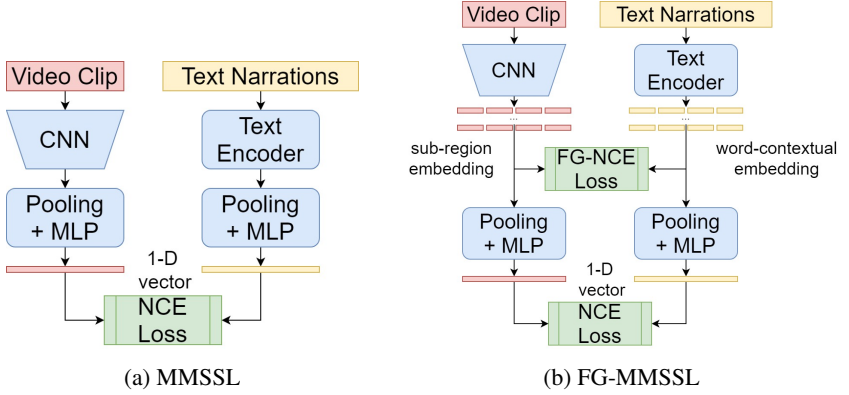 Video Clip
Text Narrations
CNN
Text
Encoder
Pooling
+ MLP
Pooling
+ MLP
1-D
vector
NCE
Loss
(a) MMSSL
Video Clip
Text Narrations
CNN
Text
Encoder
...
...
sub-region
embedding
FG-NCE
Loss
word-contextual
embedding
Pooling
+ MLP
Pooling
+ MLP
1-D
vector
NCE
Loss
(b) FG-MMSSL